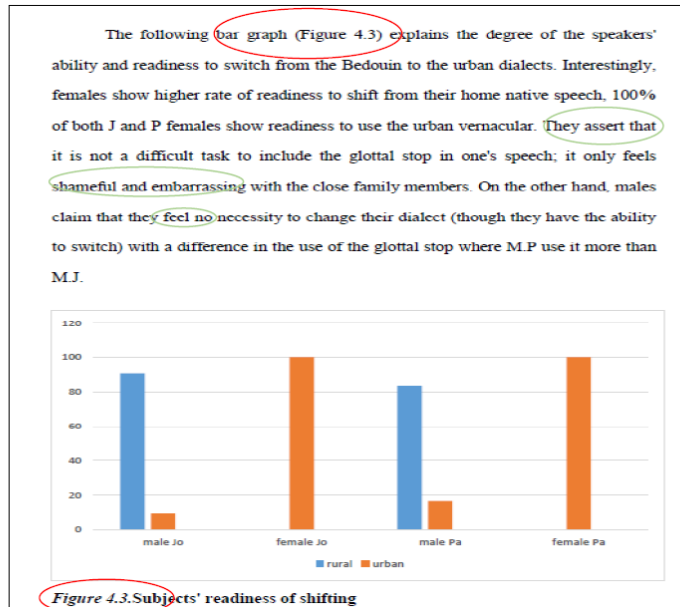 The following bar graph (Figure 4.3) explains the degree of the speakers'
ability and readiness to switch from the Bedouin to the urban dialects. Interestingly,
females show higher rate of readiness to shift from their home native speech, 100%
of both J and P females show readiness to use the urban vernacular. They assert that
it is not a difficult task to include the glottal stop in one's speech; it only feels
shameful and embarrassing with the close family members. On the other hand, males
claim that they feel no necessity to change their dialect (though they have the ability
to switch) with a difference in the use of the glottal stop where M.P use it more than
M.J.
120
100
80
60
40
20
0
male Jo female Jo male Pa female Pa
rural urban
Figure 4.3.Subjects' readiness of shifting